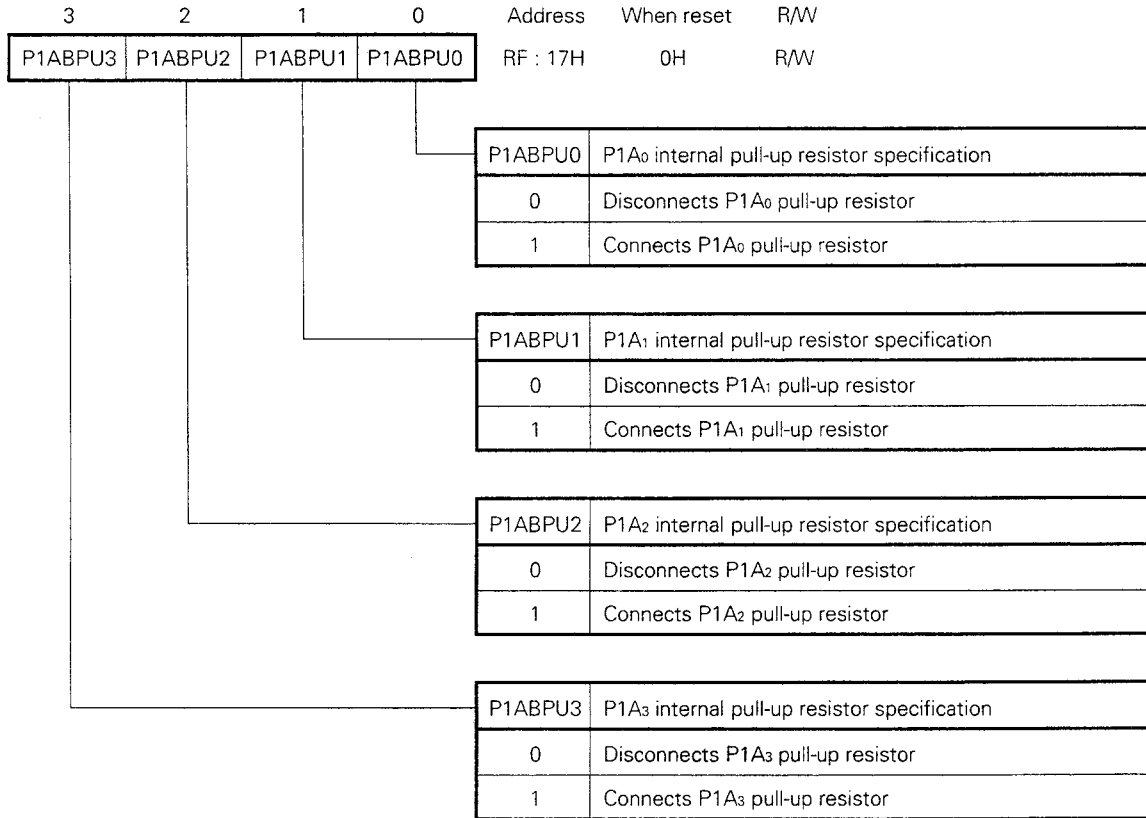 3 2 1 0 Address When reset R/W
P1ABPU3 P1ABPU2 P1ABPU1 P1ABPU0 RF : 17H 0H R/W
P1ABPU0 P1A₀ internal pull-up resistor specification
0 Disconnects P1A₀ pull-up resistor
1 Connects P1A₀ pull-up resistor
P1ABPU1 P1A₁ internal pull-up resistor specification
0 Disconnects P1A₁ pull-up resistor
1 Connects P1A₁ pull-up resistor
P1ABPU2 P1A₂ internal pull-up resistor specification
0 Disconnects P1A₂ pull-up resistor
1 Connects P1A₂ pull-up resistor
P1ABPU3 P1A₃ internal pull-up resistor specification
0 Disconnects P1A₃ pull-up resistor
1 Connects P1A₃ pull-up resistor